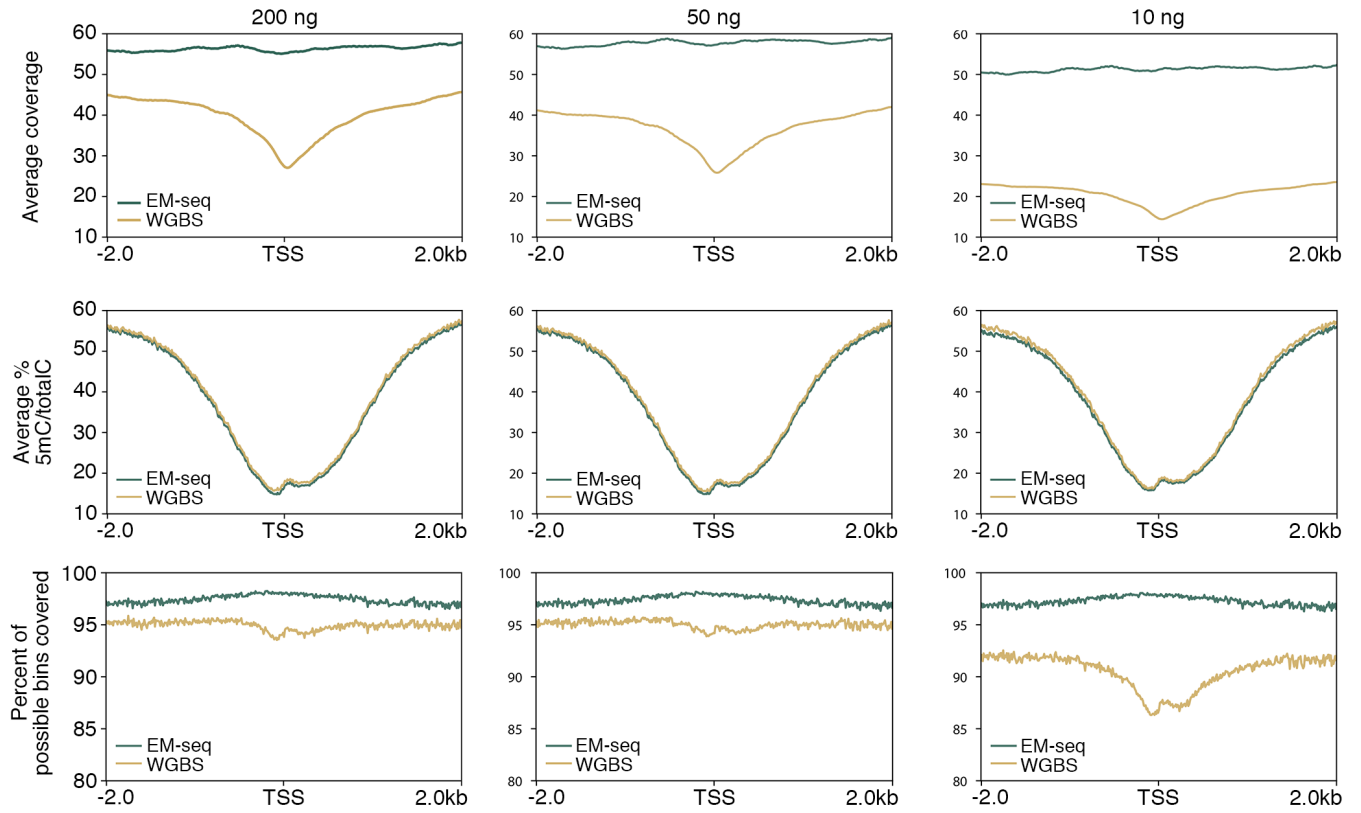 200 ng
50 ng
10 ng
Average coverage
60
50
40
30
20
10
EM-seq
WGBS
-2.0
TSS
2.0kb
60
50
40
30
20
10
EM-seq
WGBS
-2.0
TSS
2.0kb
60
50
40
30
20
10
EM-seq
WGBS
-2.0
TSS
2.0kb
Average %
5mC/totalC
60
50
40
30
20
10
EM-seq
WGBS
-2.0
TSS
2.0kb
60
50
40
30
20
10
EM-seq
WGBS
-2.0
TSS
2.0kb
60
50
40
30
20
10
EM-seq
WGBS
-2.0
TSS
2.0kb
Percent of
possible bins covered
100
95
90
85
80
EM-seq
WGBS
-2.0
TSS
2.0kb
100
95
90
85
80
EM-seq
WGBS
-2.0
TSS
2.0kb
100
95
90
85
80
EM-seq
WGBS
-2.0
TSS
2.0kb